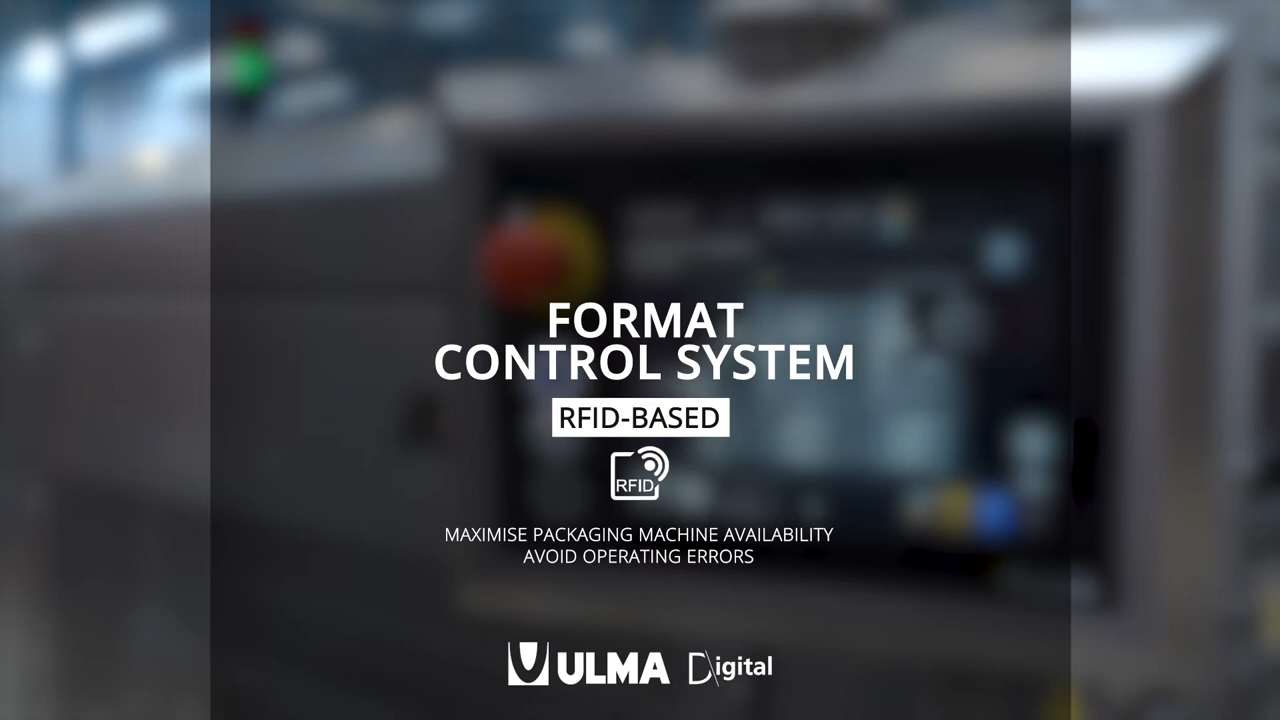 FORMAT
CONTROL SYSTEM
RFID-BASED
RFID
MAXIMISE PACKAGING MACHINE AVAILABILITY
AVOID OPERATING ERRORS
ULMA Digital